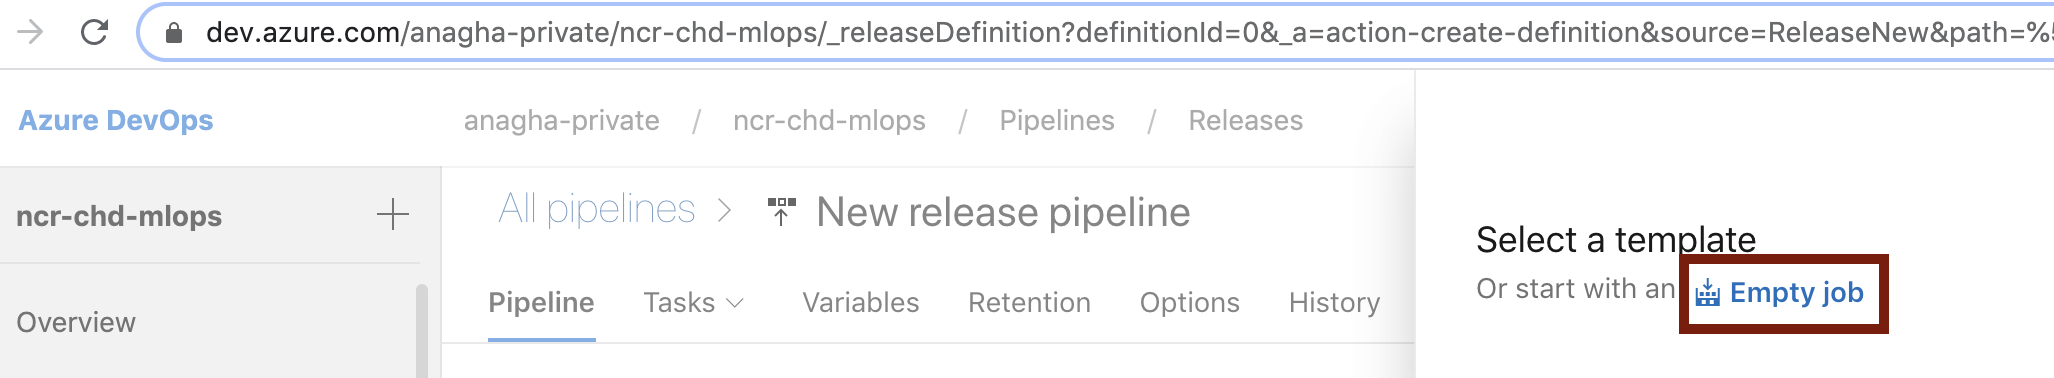 dev.azure.com/anagha-private/ncr-chd-mlops/_releaseDefinition?definitionId=0&_a=action-create-definition&source=ReleaseNew&path=%
Azure DevOps
anagha-private / ncr-chd-mlops / Pipelines / Releases
ncr-chd-mlops
All pipelines > New release pipeline
Select a template
Or start with an Empty job
Pipeline Tasks Variables Retention Options History
Overview